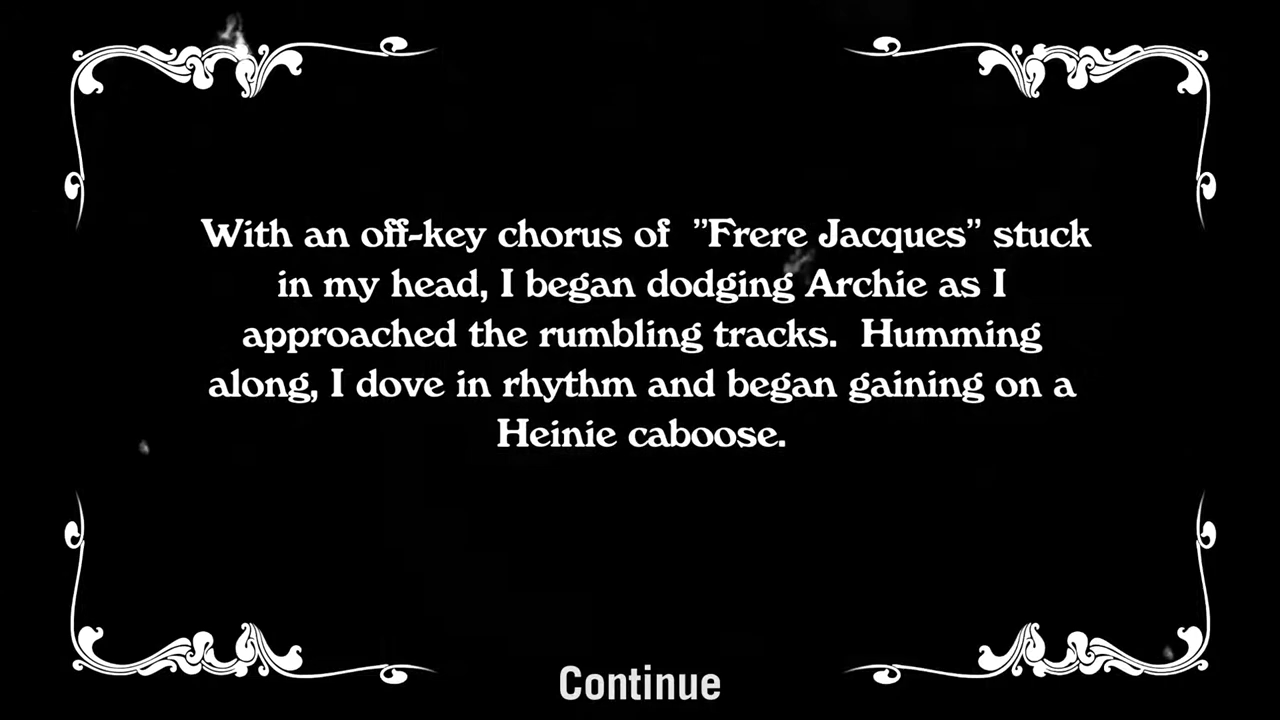 With an off-key chorus of  ”Frere Jacques” stuck
in my head, I began dodging Archie as I
approached the rumbling tracks.  Humming
along, I dove in rhythm and began gaining on a
Heinie caboose.
Continue